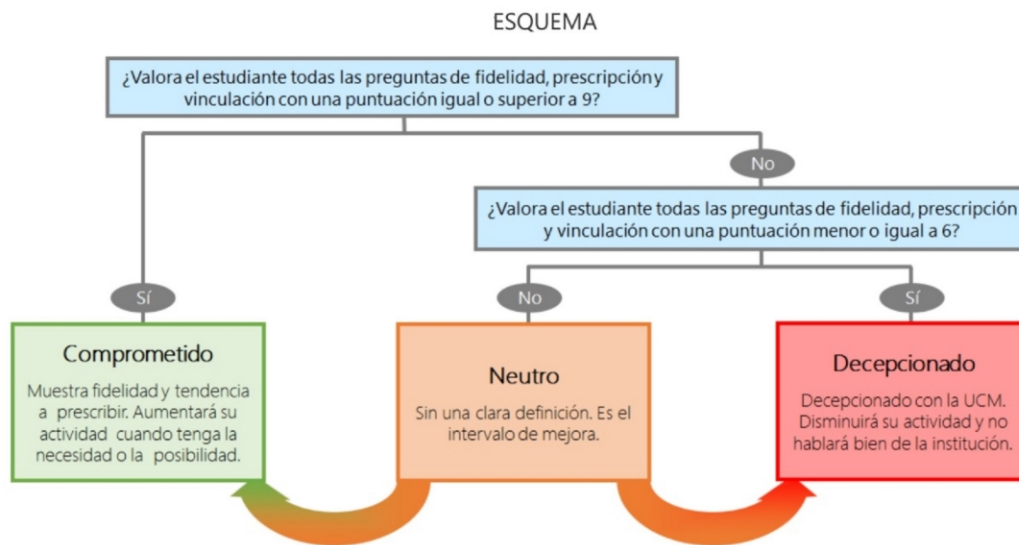 ESQUEMA
¿Valora el estudiante todas las preguntas de fidelidad, prescripción y
vinculación con una puntuación igual o superior a 9?
No
¿Valora el estudiante todas las preguntas de fidelidad, prescripción
y vinculación con una puntuación menor o igual a 6?
Sí
No
Sí
Comprometido
Muestra fidelidad y tendencia
a prescribir. Aumentará su
actividad cuando tenga la
necesidad o la posibilidad.
Neutro
Sin una clara definición. Es el
intervalo de mejora.
Decepcionado
Decepcionado con la UCM.
Disminuirá su actividad y no
hablará bien de la institución.